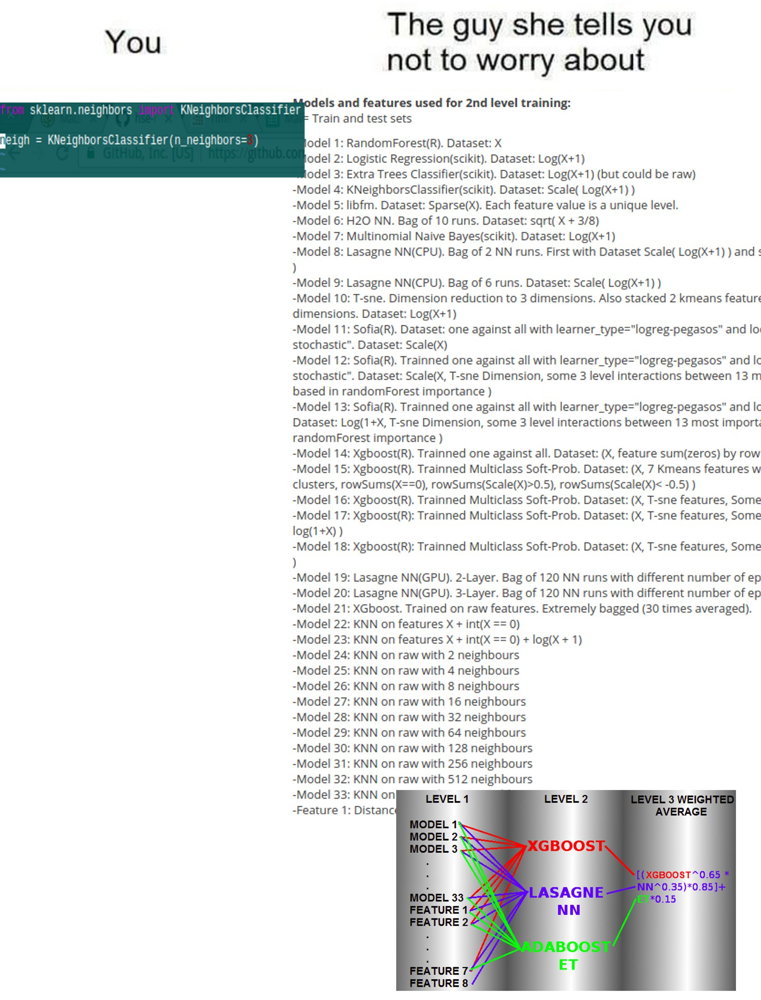 You
The guy she tells you
not to worry about
from sklearn.neighbors import KNeighborsClassifier
neigh = KNeighborsClassifier(n_neighbors=3)
~
~
GitHub, Inc. [US] https://github.con
Models and features used for 2nd level training:
= Train and test sets
Model 1: RandomForest(R). Dataset: X
Model 2: Logistic Regression(scikit). Dataset: Log(X+1)
Model 3: Extra Trees Classifier(scikit). Dataset: Log(X+1) (but could be raw)
-Model 4: KNeighborsClassifier(scikit). Dataset: Scale( Log(X+1) )
-Model 5: libfm. Dataset: Sparse(X). Each feature value is a unique level.
-Model 6: H2O NN. Bag of 10 runs. Dataset: sqrt( X + 3/8)
-Model 7: Multinomial Naive Bayes(scikit). Dataset: Log(X+1)
-Model 8: Lasagne NN(CPU). Bag of 2 NN runs. First with Dataset Scale( Log(X+1) ) and s
)
-Model 9: Lasagne NN(CPU). Bag of 6 runs. Dataset: Scale( Log(X+1) )
-Model 10: T-sne. Dimension reduction to 3 dimensions. Also stacked 2 kmeans feature
dimensions. Dataset: Log(X+1)
-Model 11: Sofia(R). Dataset: one against all with learner_type="logreg-pegasos" and loo
stochastic". Dataset: Scale(X)
-Model 12: Sofia(R). Trainned one against all with learner_type="logreg-pegasos" and lo
stochastic". Dataset: Scale(X, T-sne Dimension, some 3 level interactions between 13 m
based in randomForest importance )
-Model 13: Sofia(R). Trainned one against all with learner_type="logreg-pegasos" and lo
Dataset: Log(1+X, T-sne Dimension, some 3 level interactions between 13 most importa
randomForest importance )
-Model 14: Xgboost(R). Trainned one against all. Dataset: (X, feature sum(zeros) by row
-Model 15: Xgboost(R). Trainned Multiclass Soft-Prob. Dataset: (X, 7 Kmeans features w
clusters, rowSums(X==0), rowSums(Scale(X)>0.5), rowSums(Scale(X)< -0.5) )
-Model 16: Xgboost(R). Trainned Multiclass Soft-Prob. Dataset: (X, T-sne features, Some
-Model 17: Xgboost(R): Trainned Multiclass Soft-Prob. Dataset: (X, T-sne features, Some
log(1+X) )
-Model 18: Xgboost(R): Trainned Multiclass Soft-Prob. Dataset: (X, T-sne features, Some
)
-Model 19: Lasagne NN(GPU). 2-Layer. Bag of 120 NN runs with different number of ep
-Model 20: Lasagne NN(GPU). 3-Layer. Bag of 120 NN runs with different number of ep
-Model 21: XGboost. Trained on raw features. Extremely bagged (30 times averaged).
-Model 22: KNN on features X + int(X == 0)
-Model 23: KNN on features X + int(X == 0) + log(X + 1)
-Model 24: KNN on raw with 2 neighbours
-Model 25: KNN on raw with 4 neighbours
-Model 26: KNN on raw with 8 neighbours
-Model 27: KNN on raw with 16 neighbours
-Model 28: KNN on raw with 32 neighbours
-Model 29: KNN on raw with 64 neighbours
-Model 30: KNN on raw with 128 neighbours
-Model 31: KNN on raw with 256 neighbours
-Model 32: KNN on raw with 512 neighbours
-Model 33: KNN on
-Feature 1: Distance
LEVEL 1
MODEL 1
MODEL 2
MODEL 3
.
.
.
MODEL 33
FEATURE 1
FEATURE 2
.
.
.
FEATURE 7
FEATURE 8
LEVEL 2
XGBOOST
LASAGNE
NN
ADABOOST
ET
LEVEL 3 WEIGHTED
AVERAGE
[(XGBOOST^0.65 *
NN^0.35)*0.85]+
ET*0.15